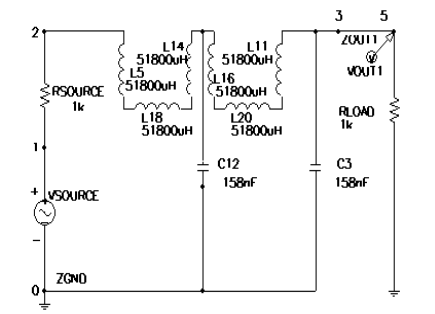 2
3
5
L14
51800uH
L5
51800uH
L11
51800uH
L16
51800uH
ZOUT1
V
VOUT1
RSOURCE
1k
L18
51800uH
L20
51800uH
RLOAD
1k
1
C12
158nF
C3
158nF
+
VSOURCE
-
0
ZGND